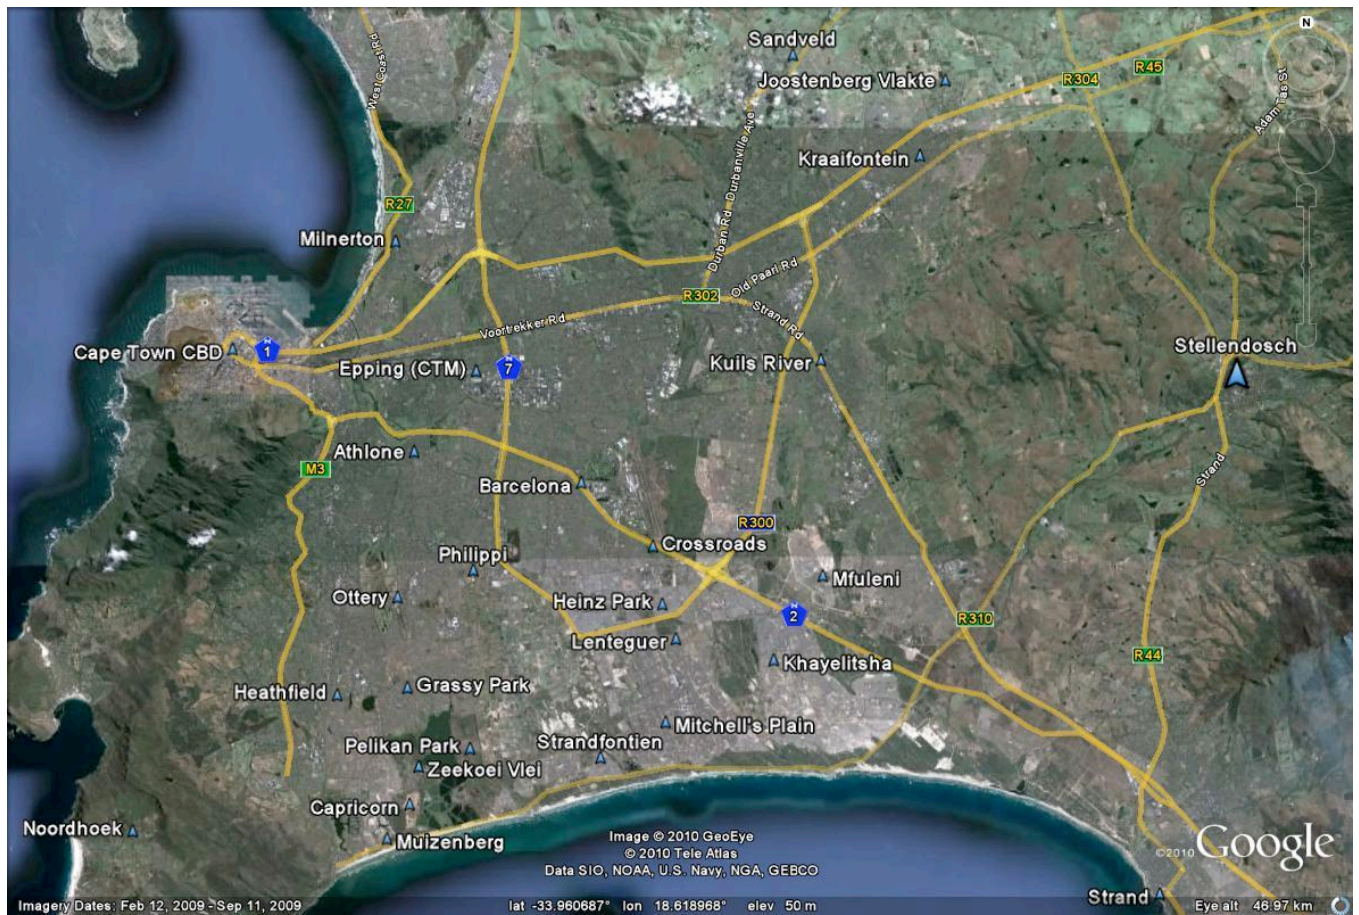 Sandveld
N
R45
Joostenberg Vlakte
R304
West Coast Rd
Adam Tas St
Durbanville Ave
Kraaifontein
R27
Milnerton
Durban Rd
Old Paarl Rd
R302
Voortrekker Rd
Strand Rd
Stellendosch
Cape Town CBD
N
1
Epping (CTM)
N
7
Kuils River
Athlone
M3
Strand
Barcelona
R300
Crossroads
Philippi
Mfuleni
Ottery
Heinz Park
N
2
R310
Lenteguer
R44
Khayelitsha
Heathfield
Grassy Park
Mitchell's Plain
Pelikan Park
Strandfontien
Zeekoei Vlei
Capricorn
Noordhoek
Muizenberg
Image © 2010 GeoEye
© 2010 Tele Atlas
Data SIO, NOAA, U.S. Navy, NGA, GEBCO
©2010 Google
Strand
Imagery Dates: Feb 12, 2009 - Sep 11, 2009
lat -33.960687° lon 18.618968° elev 50 m
Eye alt 46.97 km